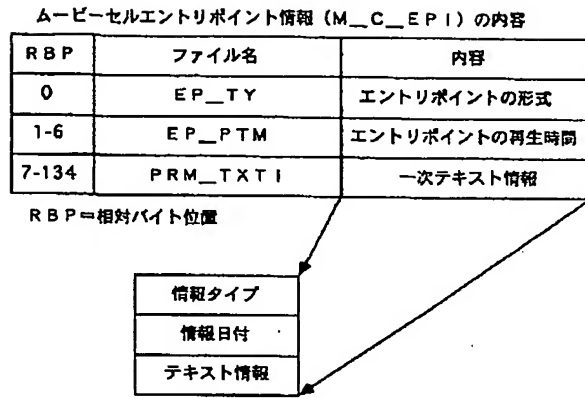 ムービーセルエントリポイント情報（M＿C＿EPI）の内容
RBP ファイル名 内容
0 EP＿TY エントリポイントの形式
1-6 EP＿PTM エントリポイントの再生時間
7-134 PRM＿TXTI 一次テキスト情報
RBP＝相対バイト位置
情報タイプ
情報日付
テキスト情報